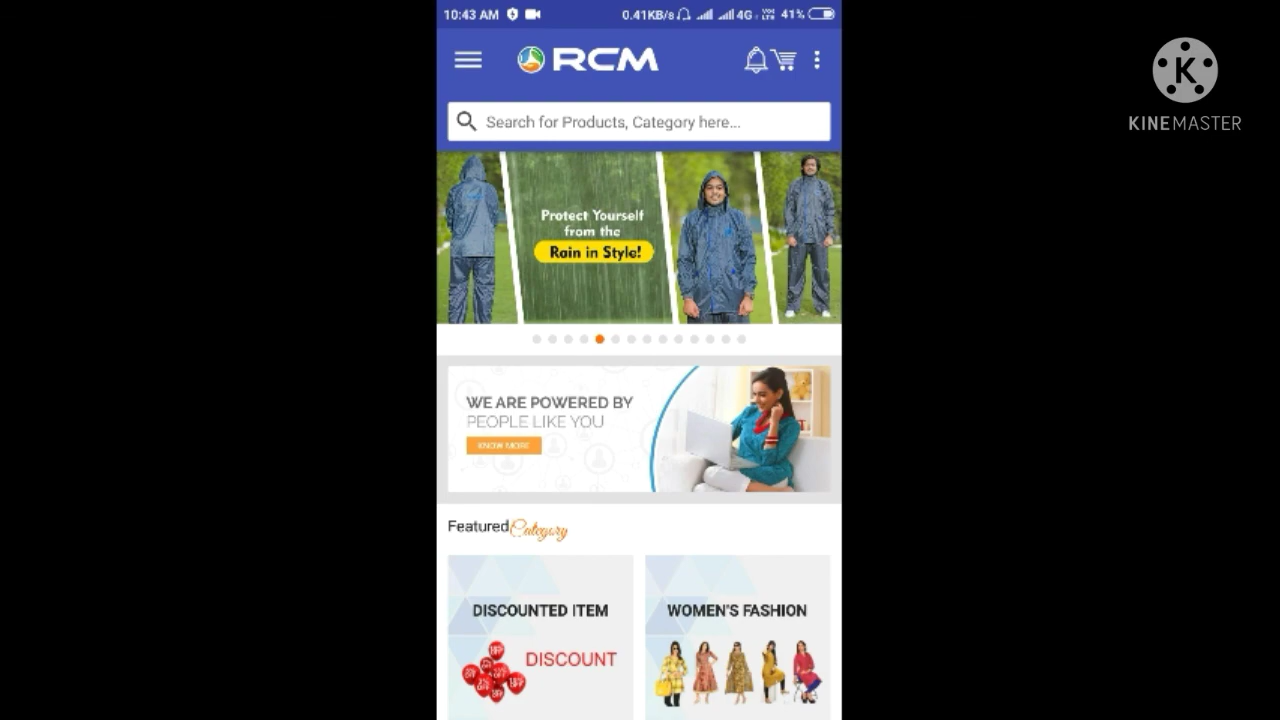 10:43 AM 0.41KB/s 4G VoLTE 41%
RCM
K
KINEMASTER
Search for Products, Category here...
Protect Yourself
from the
Rain in Style!
WE ARE POWERED BY
PEOPLE LIKE YOU
KNOW MORE
Featured Category
DISCOUNTED ITEM
WOMEN'S FASHION
DISCOUNT